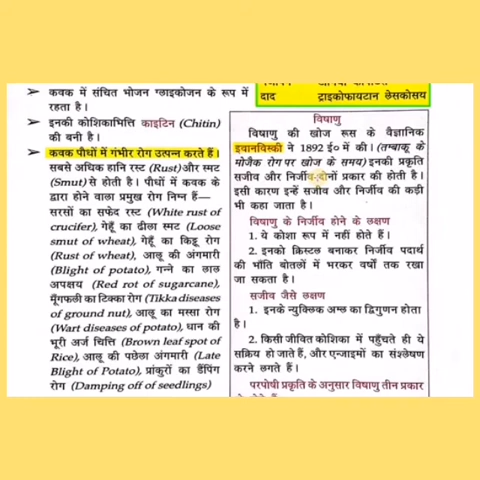 कवक में संचित भोजन ग्लाइकोजन के रूप में
रहता है।
इनकी कोशिकाभित्ति काइटिन (Chitin)
की बनी है।
कवक पौधों में गंभीर रोग उत्पन्न करते हैं।
सबसे अधिक हानि रस्ट (Rust) और स्मट
(Smut) से होती है। पौधों में कवक के
द्वारा होने वाला प्रमुख रोग निम्न हैं—
सरसों का सफेद रस्ट (White rust of
crucifer), गेहूँ का ढीला स्मट (Loose
smut of wheat), गेहूँ का किट्ट रोग
(Rust of wheat), आलू की अंगमारी
(Blight of potato), गन्ने का लाल
अपक्षय (Red rot of sugarcane),
मूँगफली का टिक्का रोग (Tikka diseases
of ground nut), आलू का मस्सा रोग
(Wart diseases of potato), धान की
भूरी अर्ज चित्ति (Brown leaf spot of
Rice), आलू की पछेला अंगमारी (Late
Blight of Potato), प्रांकुरों का डैंपिंग
रोग (Damping off of seedlings)
दाद ट्राइकोफायटान लेसकोसय
विषाणु
विषाणु की खोज रूस के वैज्ञानिक
इवानविस्की ने 1892 ई० में की। (तम्बाकू के
मोजैक रोग पर खोज के समय) इनकी प्रकृति
सजीव और निर्जीव दोनों प्रकार की होती है।
इसी कारण इन्हें सजीव और निर्जीव की कड़ी
भी कहा जाता है।
विषाणु के निर्जीव होने के लक्षण
1. ये कोशा रूप में नहीं होते हैं।
2. इनको क्रिस्टल बनाकर निर्जीव पदार्थ
की भाँति बोतलों में भरकर वर्षों तक रखा
जा सकता है।
सजीव जैसे लक्षण
1. इनके न्युक्लिक अम्ल का द्विगुणन होता
है।
2. किसी जीवित कोशिका में पहुँचते ही ये
सक्रिय हो जाते हैं, और एन्जाइमों का संश्लेषण
करने लगते हैं।
परपोषी प्रकृति के अनुसार विषाणु तीन प्रकार